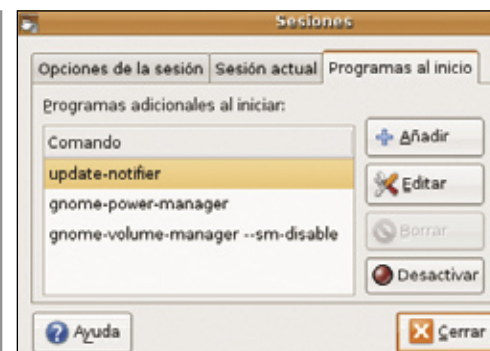 Sesiones
Opciones de la sesión Sesión actual Programas al inicio
Programas adicionales al iniciar:
Comando
update-notifier
gnome-power-manager
gnome-volume-manager --sm-disable
Añadir
Editar
Borrar
Desactivar
Ayuda
Cerrar